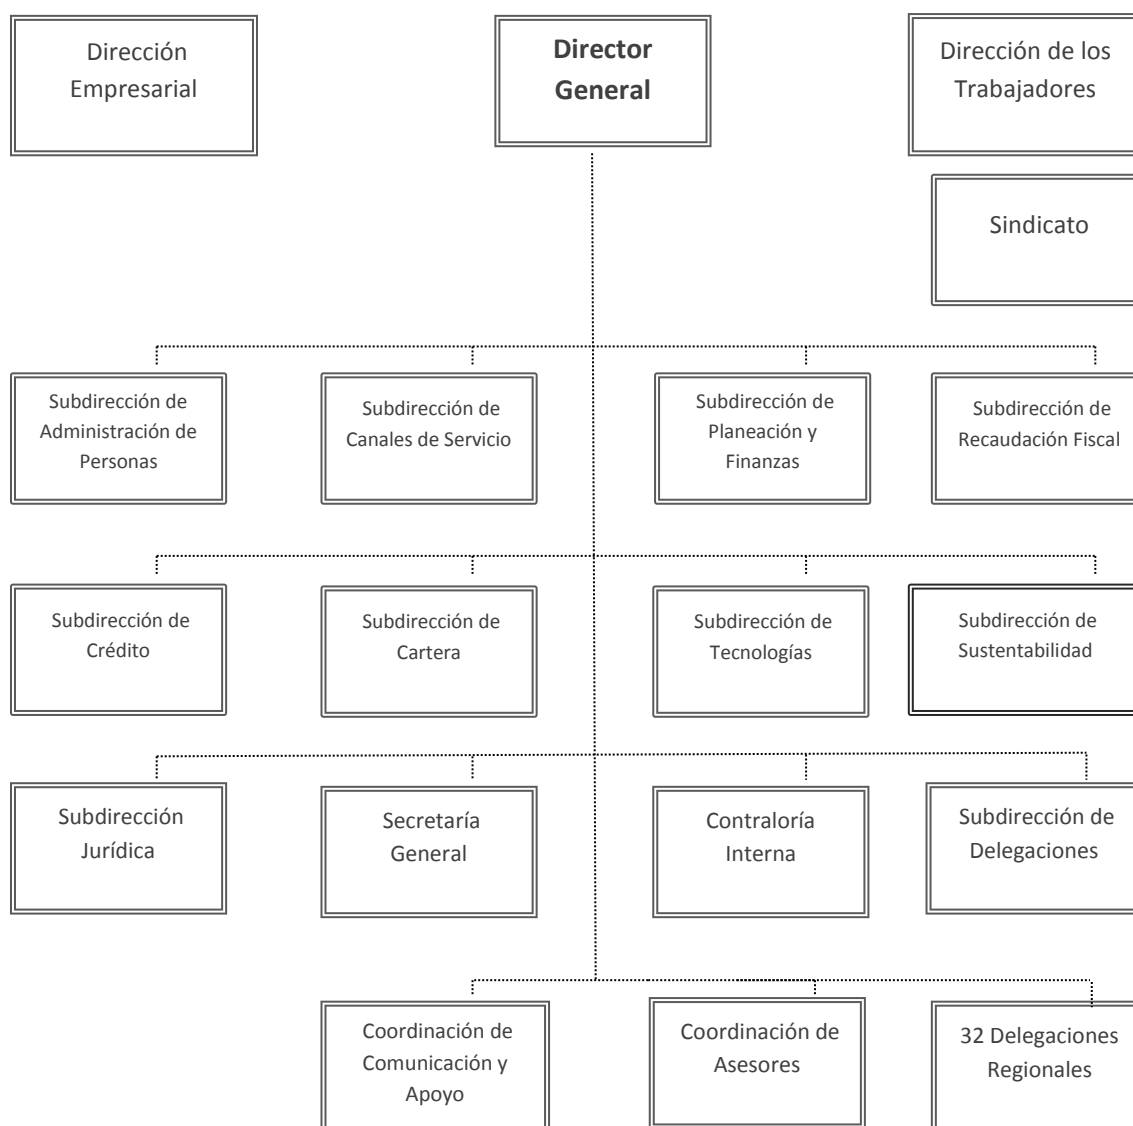 Dirección
Empresarial
Director
General
Dirección de los
Trabajadores
Sindicato
Subdirección de
Administración de
Personas
Subdirección de
Canales de Servicio
Subdirección de
Planeación y
Finanzas
Subdirección de
Recaudación Fiscal
Subdirección de
Crédito
Subdirección de
Cartera
Subdirección de
Tecnologías
Subdirección de
Sustentabilidad
Subdirección
Jurídica
Secretaría
General
Contraloría
Interna
Subdirección de
Delegaciones
Coordinación de
Comunicación y
Apoyo
Coordinación de
Asesores
32 Delegaciones
Regionales